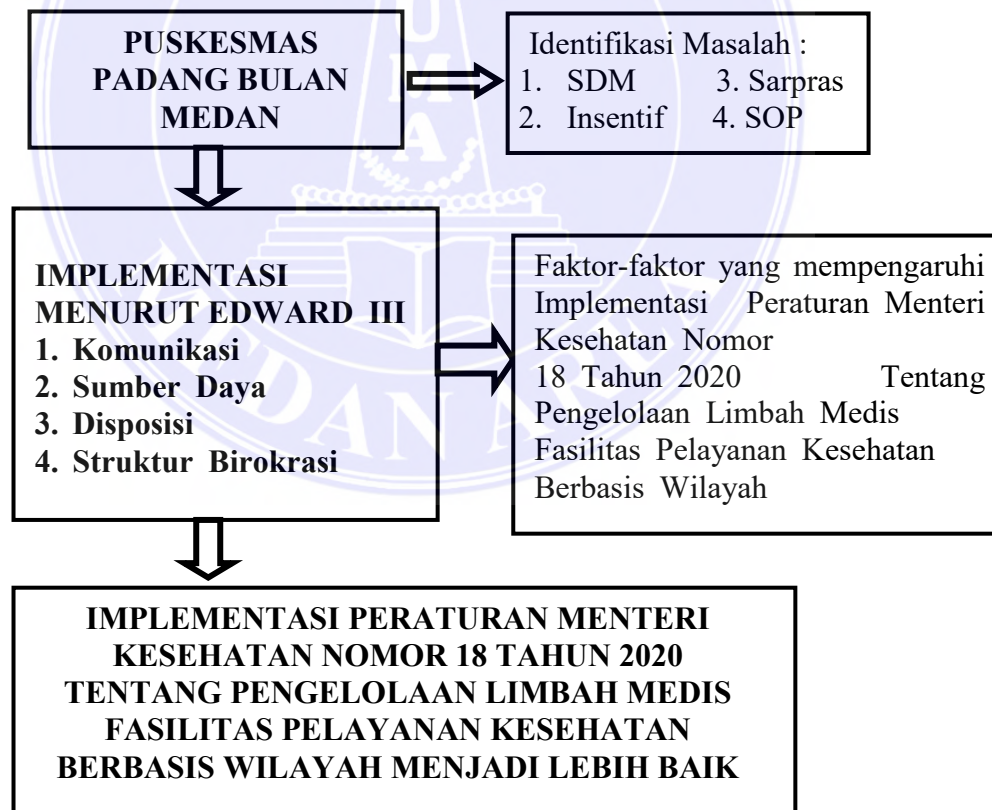 PUSKESMAS
PADANG BULAN
MEDAN
Identifikasi Masalah :
1. SDM 3. Sarpras
2. Insentif 4. SOP
IMPLEMENTASI
MENURUT EDWARD III
1. Komunikasi
2. Sumber Daya
3. Disposisi
4. Struktur Birokrasi
Faktor-faktor yang mempengaruhi
Implementasi Peraturan Menteri
Kesehatan Nomor
18 Tahun 2020 Tentang
Pengelolaan Limbah Medis
Fasilitas Pelayanan Kesehatan
Berbasis Wilayah
IMPLEMENTASI PERATURAN MENTERI
KESEHATAN NOMOR 18 TAHUN 2020
TENTANG PENGELOLAAN LIMBAH MEDIS
FASILITAS PELAYANAN KESEHATAN
BERBASIS WILAYAH MENJADI LEBIH BAIK
UMA
MEDAN AREA